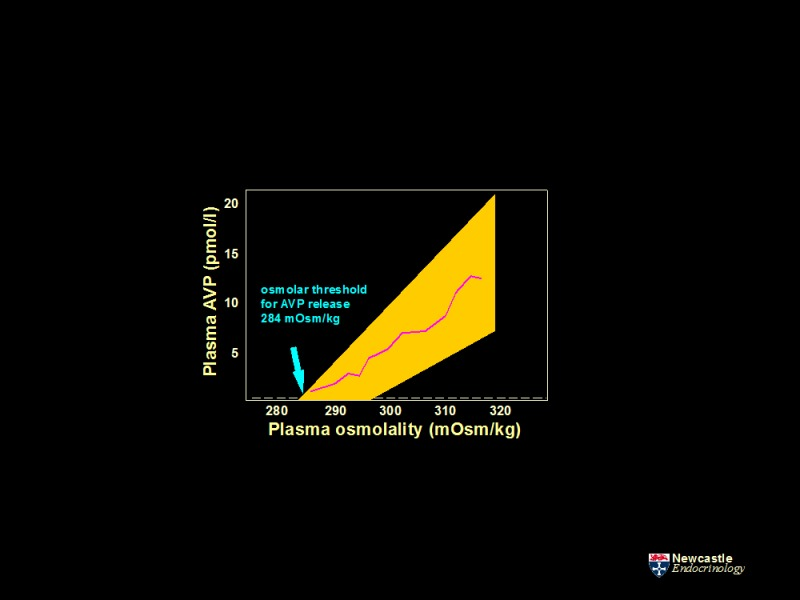 20
15
10
5
Plasma AVP (pmol/l)
osmolar threshold
for AVP release
284 mOsm/kg
280 290 300 310 320
Plasma osmolality (mOsm/kg)
Newcastle
Endocrinology